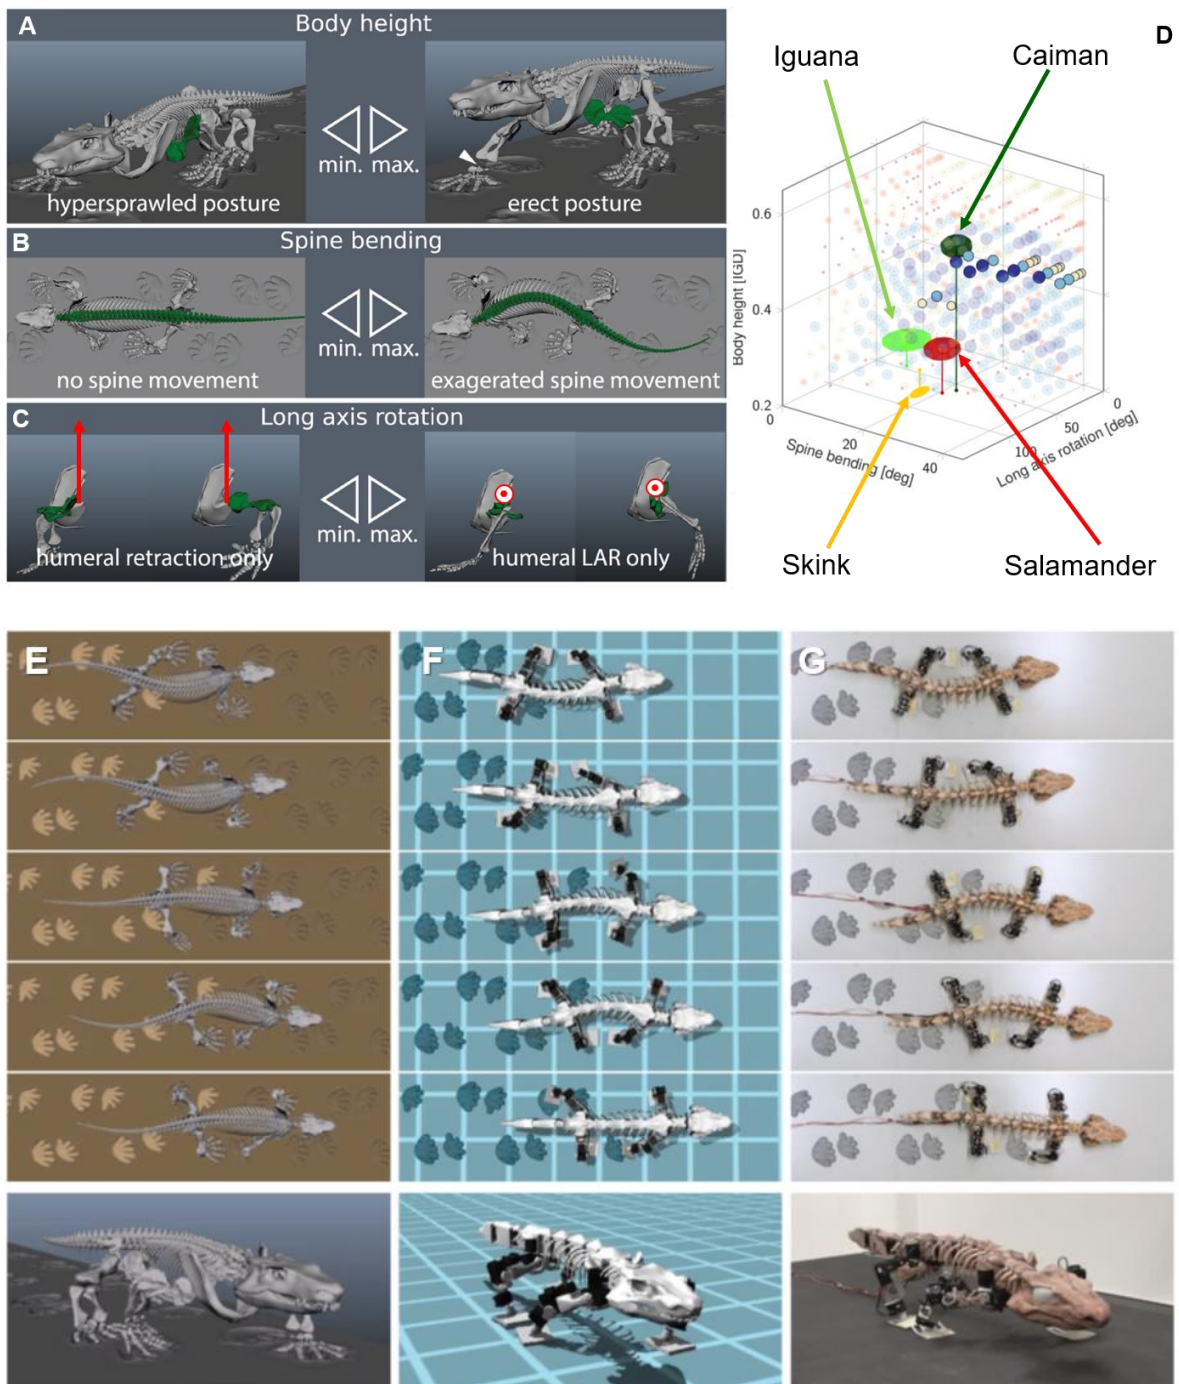 A
Body height
min. max.
hypersprawled posture
erect posture
B
Spine bending
min. max.
no spine movement
exagerated spine movement
C
Long axis rotation
min. max.
humeral retraction only
humeral LAR only
D
Iguana
Caiman
0.6
0.4
0.2
Body height [IGD]
0
20
40
Spine bending [deg]
0
50
100
Long axis rotation [deg]
Skink
Salamander
E
F
G